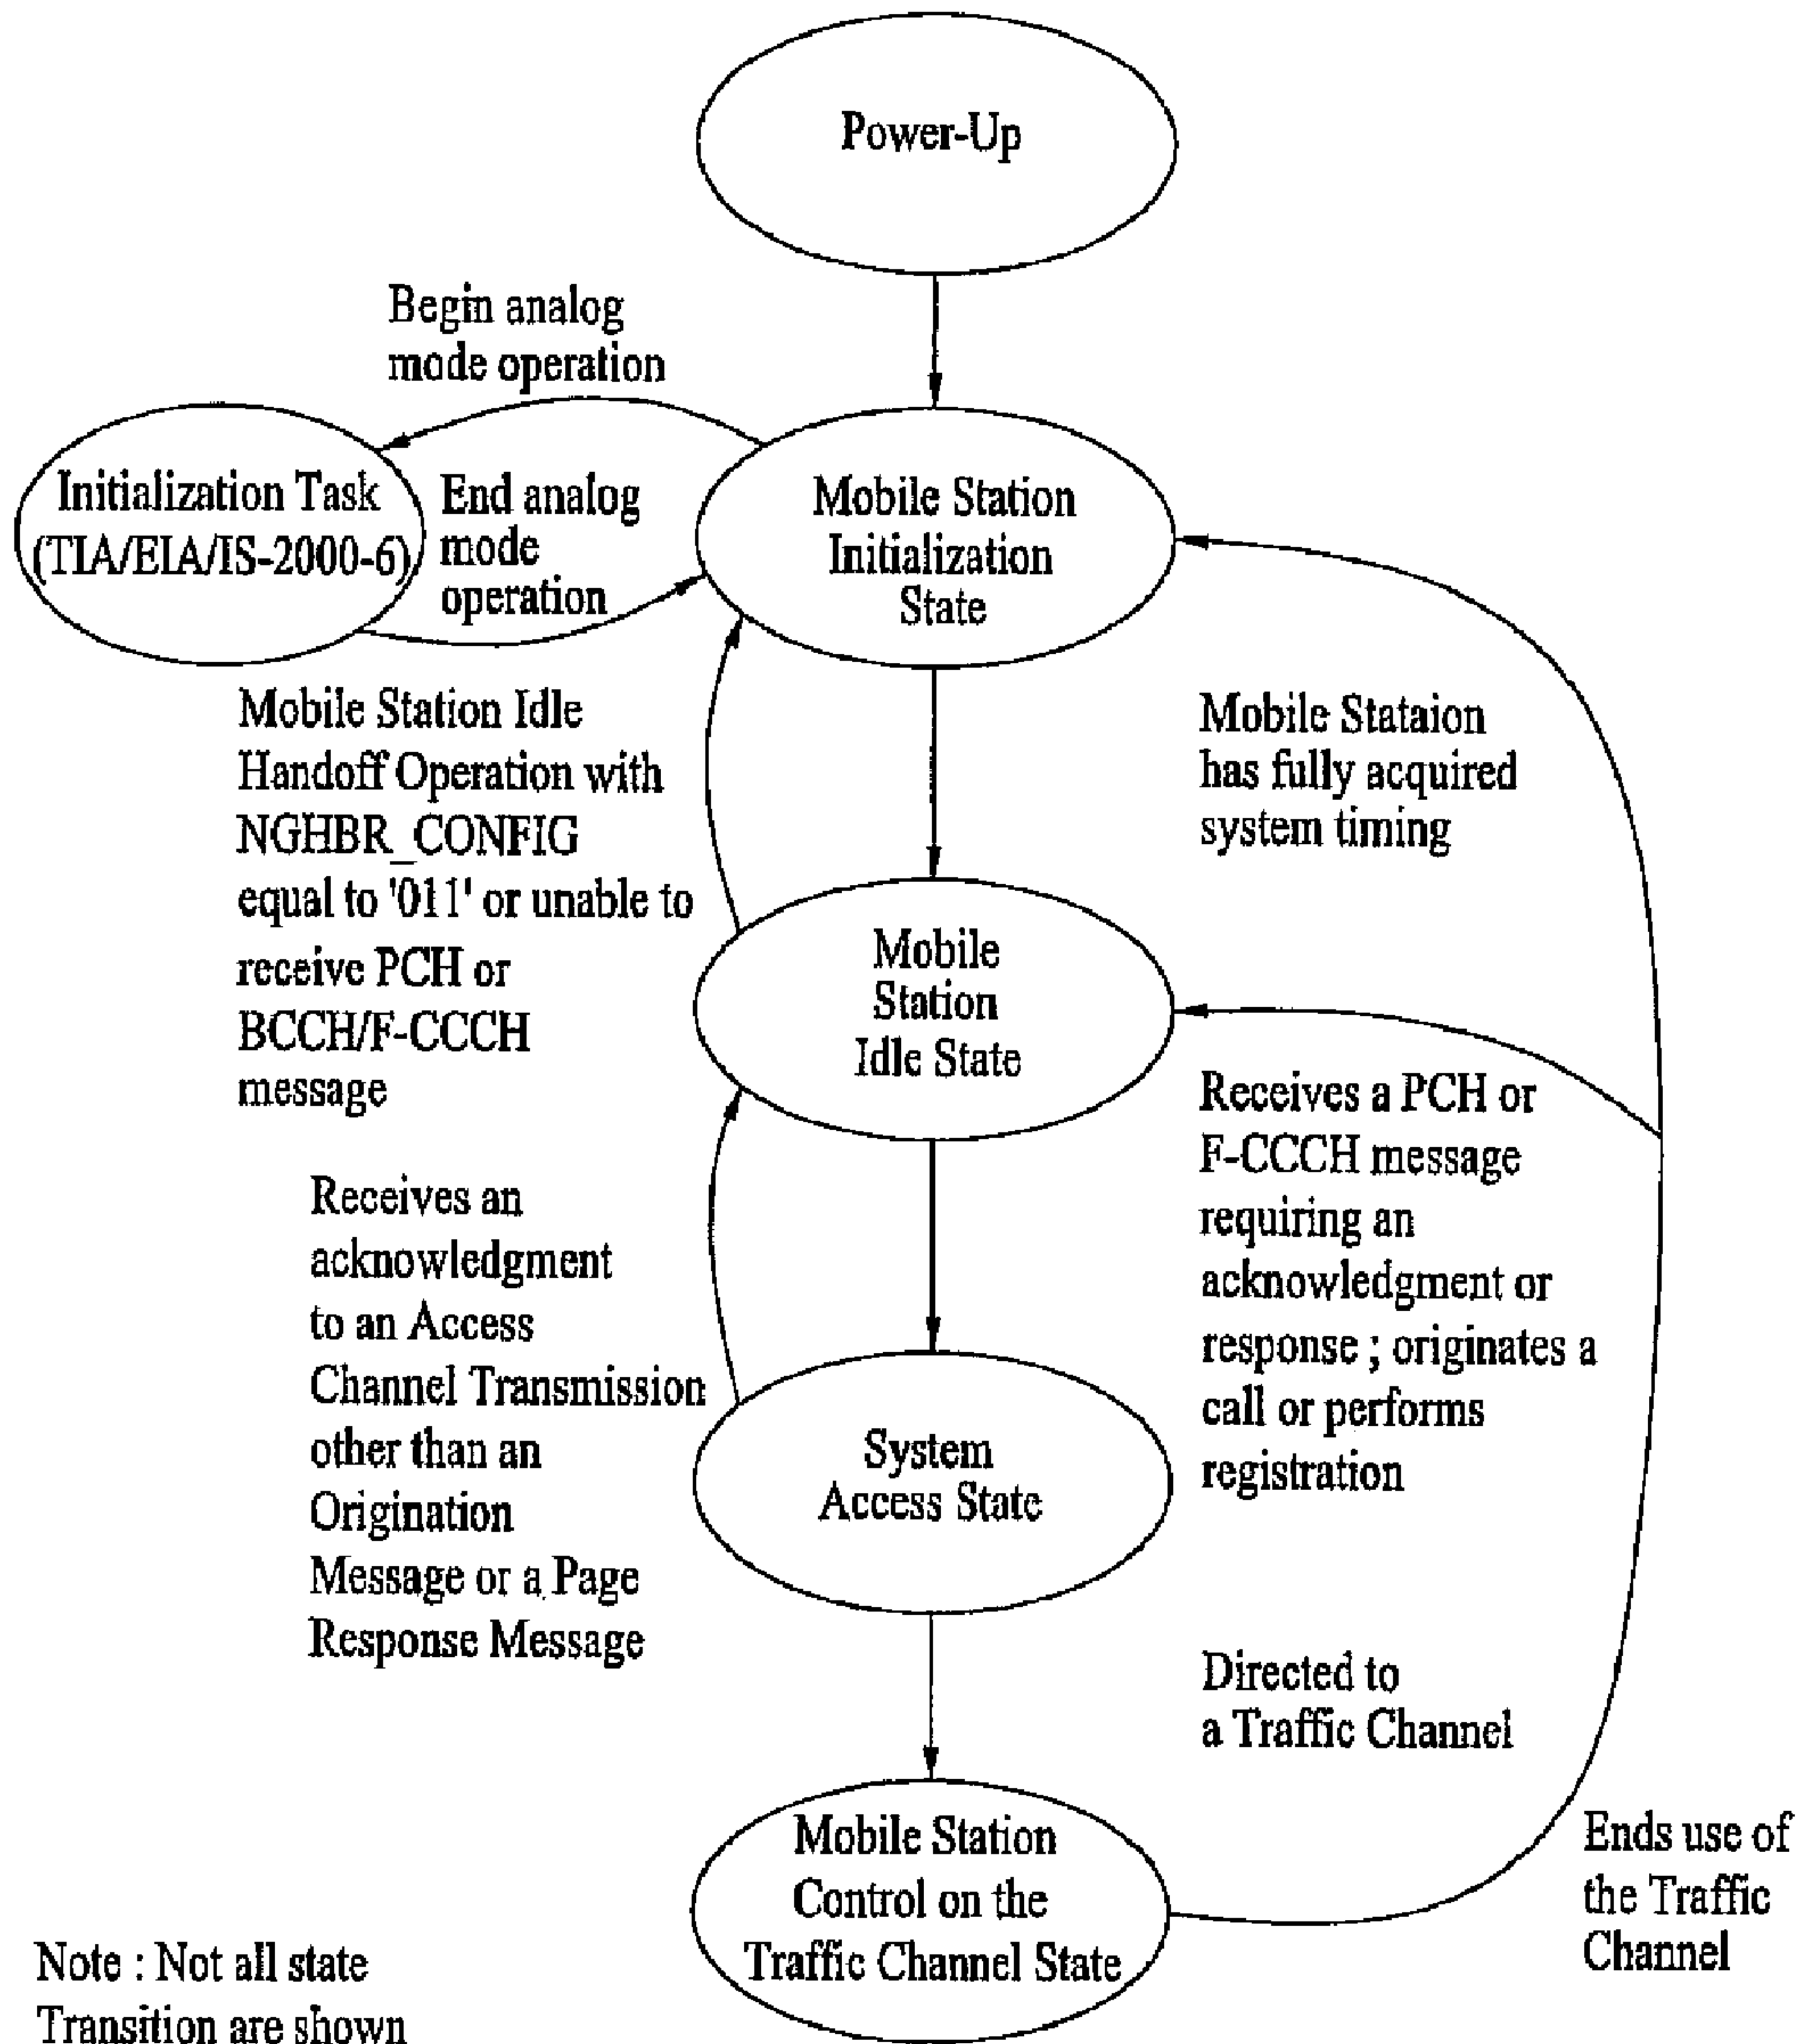 Power-Up
Begin analog
mode operation
Initialization Task
(TIA/EIA/IS-2000-6)
End analog
mode
operation
Mobile Station
Initialization
State
Mobile Station Idle
Handoff Operation with
NGHBR_CONFIG
equal to '011' or unable to
receive PCH or
BCCH/F-CCCH
message
Mobile Stataion
has fully acquired
system timing
Mobile
Station
Idle State
Receives a PCH or
F-CCCH message
requiring an
acknowledgment or
response ; originates a
call or performs
registration
Receives an
acknowledgment
to an Access
Channel Transmission
other than an
Origination
Message or a Page
Response Message
System
Access State
Directed to
a Traffic Channel
Mobile Station
Control on the
Traffic Channel State
Ends use of
the Traffic
Channel
Note : Not all state
Transition are shown